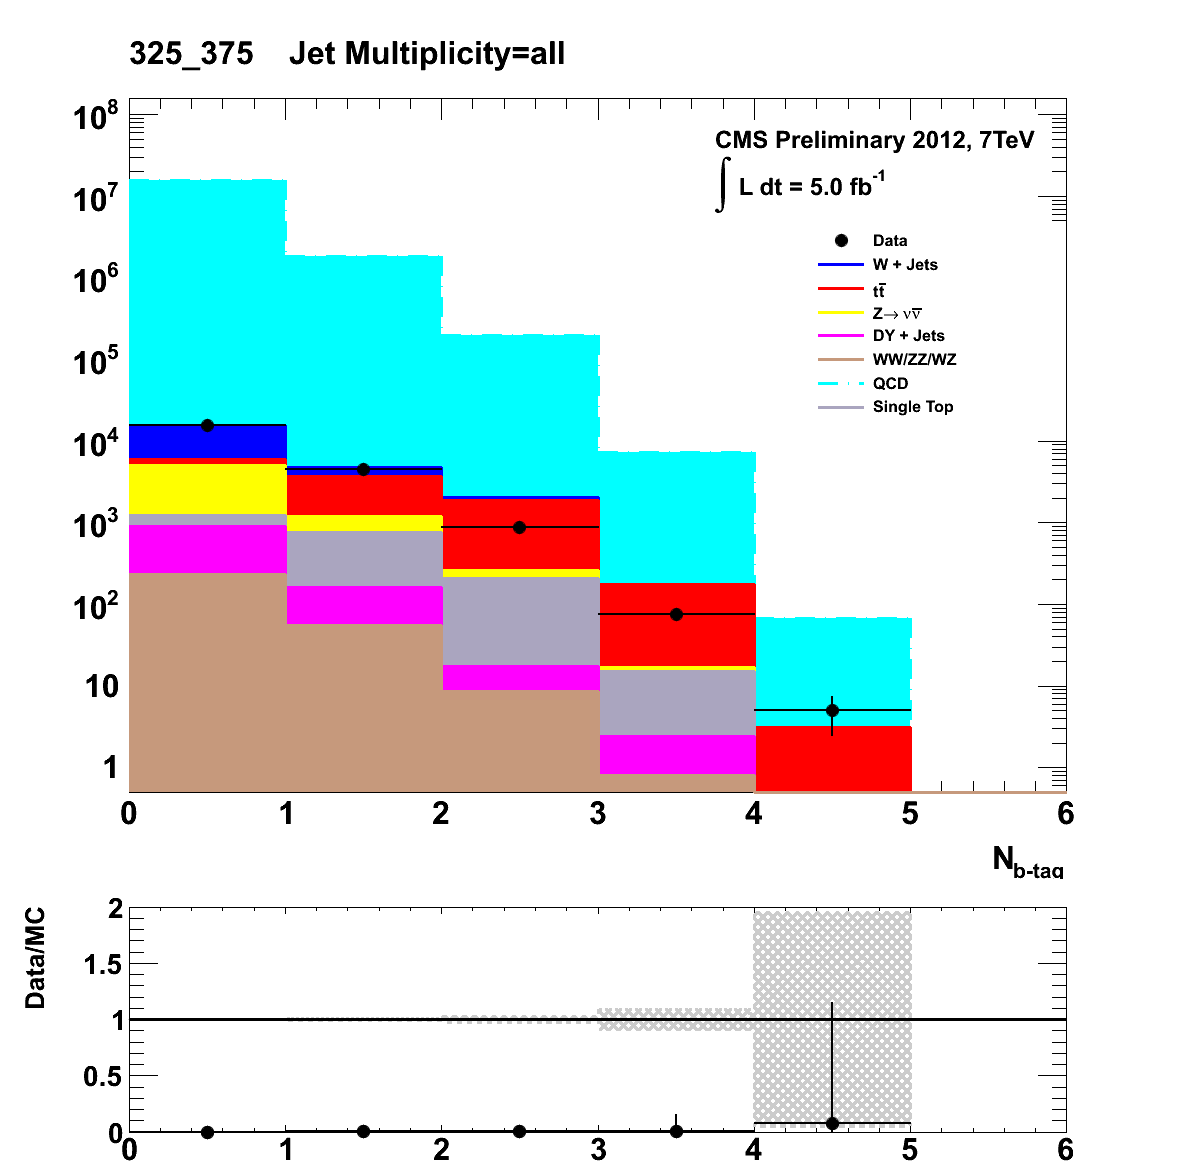 325_375 Jet Multiplicity=all
10⁸
10⁷
10⁶
10⁵
10⁴
10³
10²
10
1
CMS Preliminary 2012, 7TeV
∫ L dt = 5.0 fb⁻¹
Data
W + Jets
tt̅
Z→ νν̅
DY + Jets
WW/ZZ/WZ
QCD
Single Top
0 1 2 3 4 5 6
N_b-tag
Data/MC
2
1.5
1
0.5
0
0 1 2 3 4 5 6